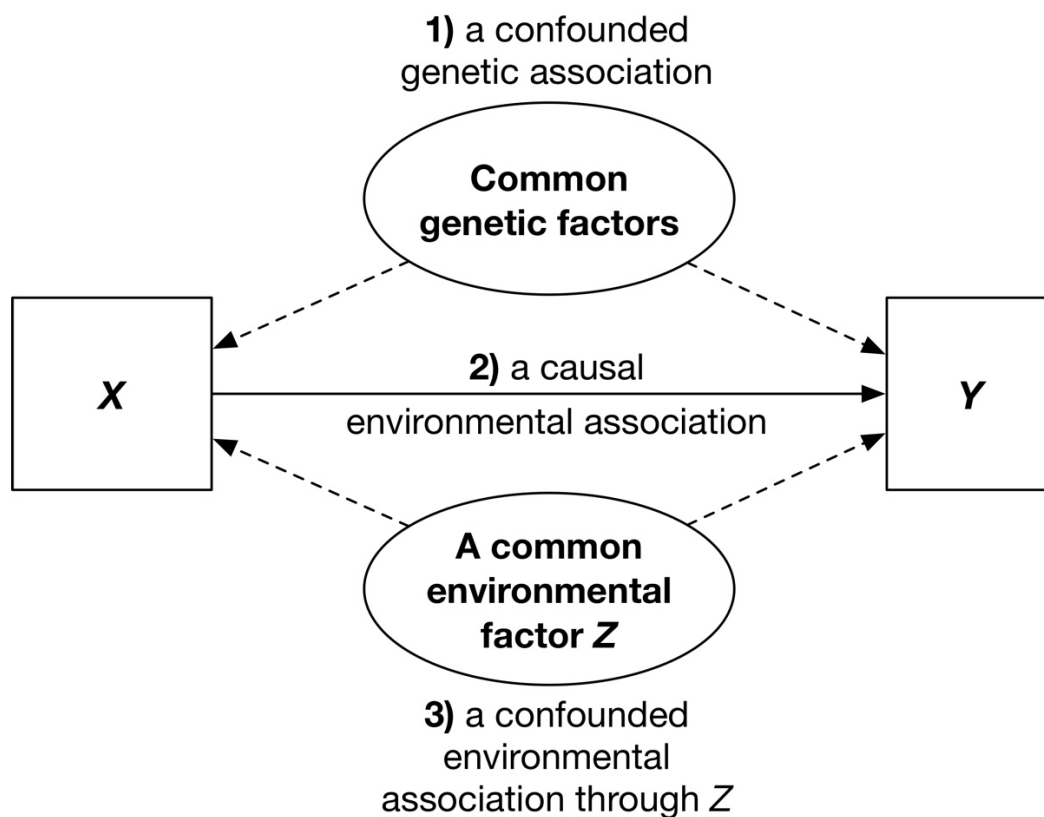 1) a confounded
genetic association
Common
genetic factors
X
2) a causal
environmental association
Y
A common
environmental
factor Z
3) a confounded
environmental
association through Z